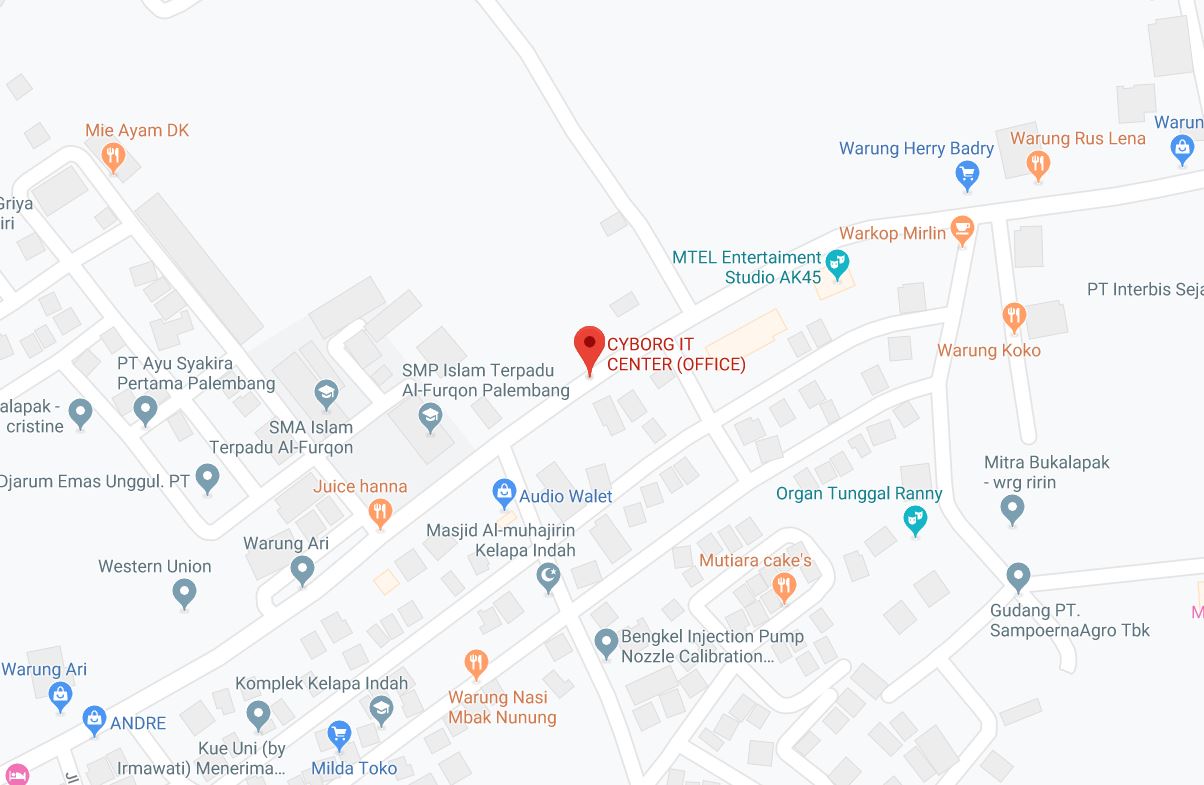 Mie Ayam DK
Warun
Warung Herry Badry
Warung Rus Lena
Griya
iri
Warkop Mirlin
MTEL Entertaiment
Studio AK45
PT Interbis Seja
CYBORG IT
CENTER (OFFICE)
Warung Koko
PT Ayu Syakira
Pertama Palembang
SMP Islam Terpadu
Al-Furqon Palembang
alapak -
cristine
SMA Islam
Terpadu Al-Furqon
Djarum Emas Unggul. PT
Juice hanna
Audio Walet
Mitra Bukalapak
- wrg ririn
Organ Tunggal Ranny
Masjid Al-muhajirin
Kelapa Indah
Warung Ari
Western Union
Mutiara cake's
Gudang PT.
SampoernaAgro Tbk
M
Bengkel Injection Pump
Nozzle Calibration...
Warung Ari
Komplek Kelapa Indah
Warung Nasi
Mbak Nunung
ANDRE
Kue Uni (by
Irmawati) Menerima...
Milda Toko
Jl